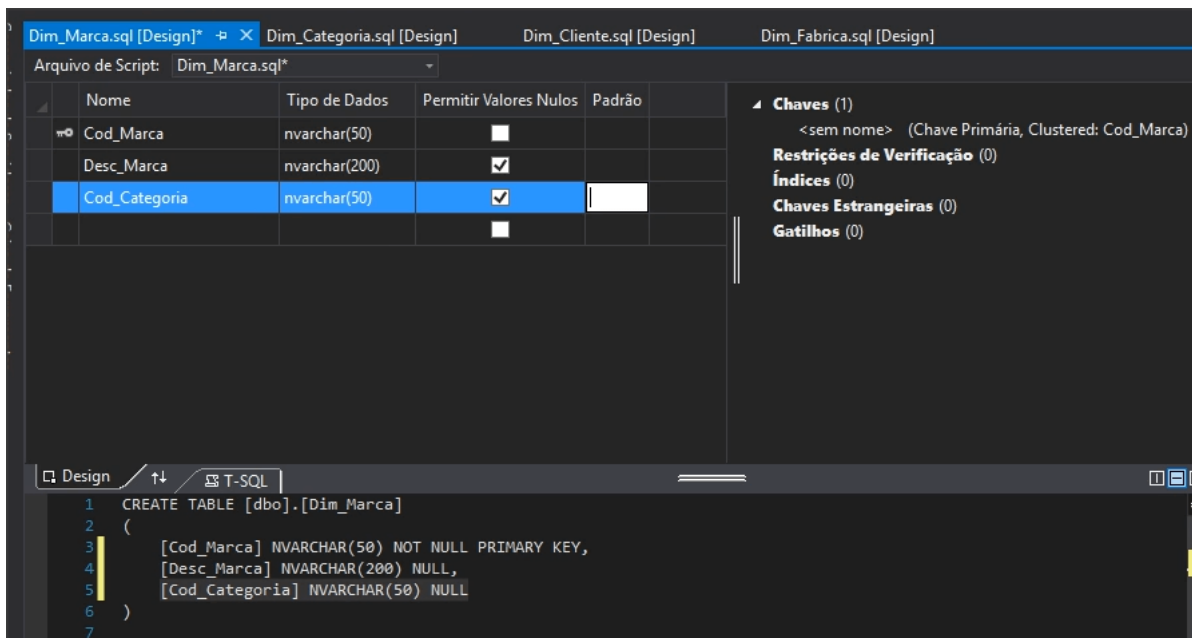 Dim_Marca.sql [Design]* Dim_Categoria.sql [Design] Dim_Cliente.sql [Design] Dim_Fabrica.sql [Design]
Arquivo de Script: Dim_Marca.sql*
Nome Tipo de Dados Permitir Valores Nulos Padrão
Cod_Marca nvarchar(50)
Desc_Marca nvarchar(200)
Cod_Categoria nvarchar(50)
Chaves (1)
<sem nome> (Chave Primária, Clustered: Cod_Marca)
Restrições de Verificação (0)
Índices (0)
Chaves Estrangeiras (0)
Gatilhos (0)
Design T-SQL
1 CREATE TABLE [dbo].[Dim_Marca]
2 (
3 [Cod_Marca] NVARCHAR(50) NOT NULL PRIMARY KEY,
4 [Desc_Marca] NVARCHAR(200) NULL,
5 [Cod_Categoria] NVARCHAR(50) NULL
6 )
7